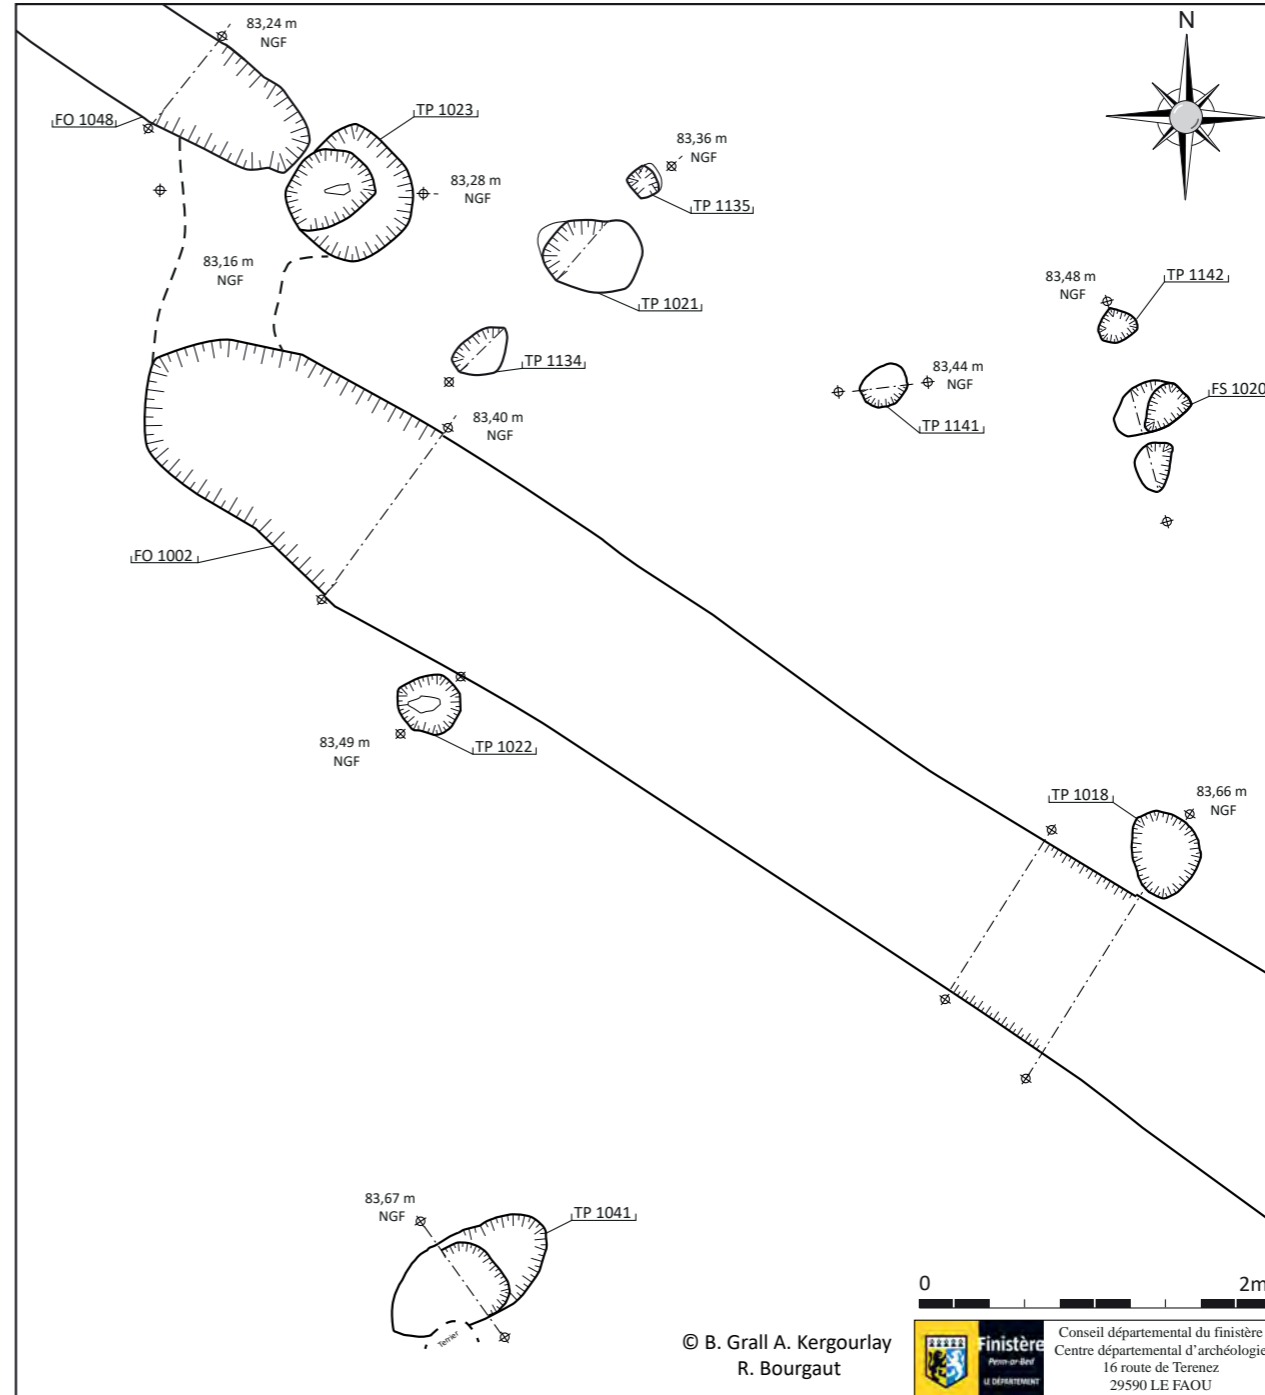 83,24 m
NGF
N
FO 1048
TP 1023
83,36 m
NGF
83,28 m
NGF
TP 1135
83,16 m
NGF
TP 1021
83,48 m
NGF
TP 1142
TP 1134
83,44 m
NGF
FS 1020
83,40 m
NGF
TP 1141
FO 1002
83,49 m
NGF
TP 1022
TP 1018
83,66 m
NGF
83,67 m
NGF
TP 1041
Terrier
0 2m
© B. Grall A. Kergourlay
R. Bourgaut
Finistère
Penn-ar-Bed
LE DÉPARTEMENT
Conseil départemental du finistère
Centre départemental d'archéologie
16 route de Terenez
29590 LE FAOU